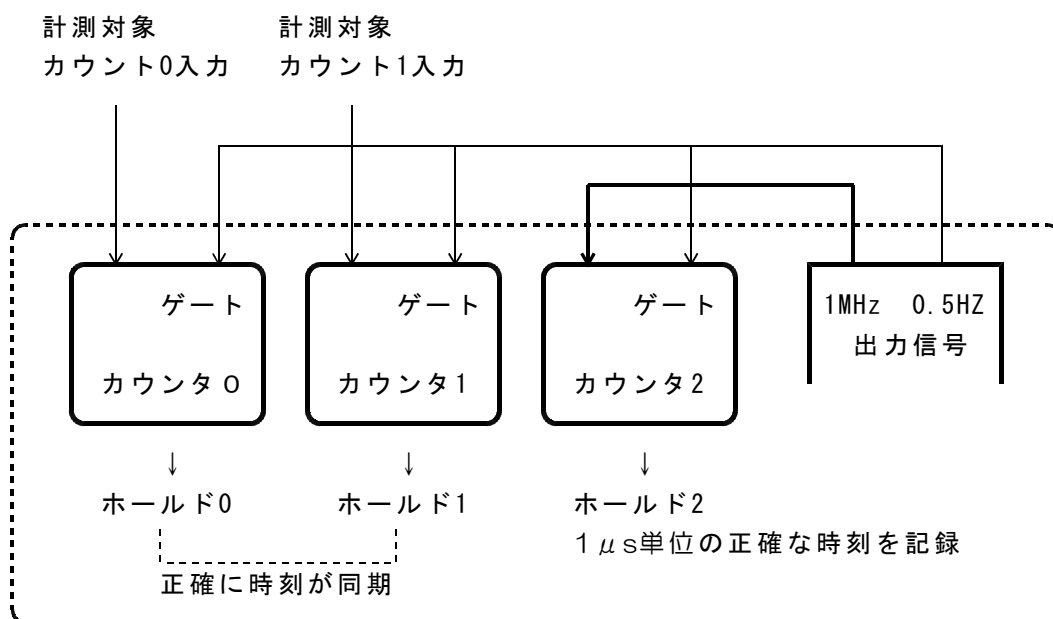 計測対象
カウント0入力
計測対象
カウント1入力
ゲート
カウンタ0
ゲート
カウンタ1
ゲート
カウンタ2
1MHz 0.5HZ
出力信号
↓
↓
↓
ホールド0
ホールド1
ホールド2
1μs単位の正確な時刻を記録
正確に時刻が同期